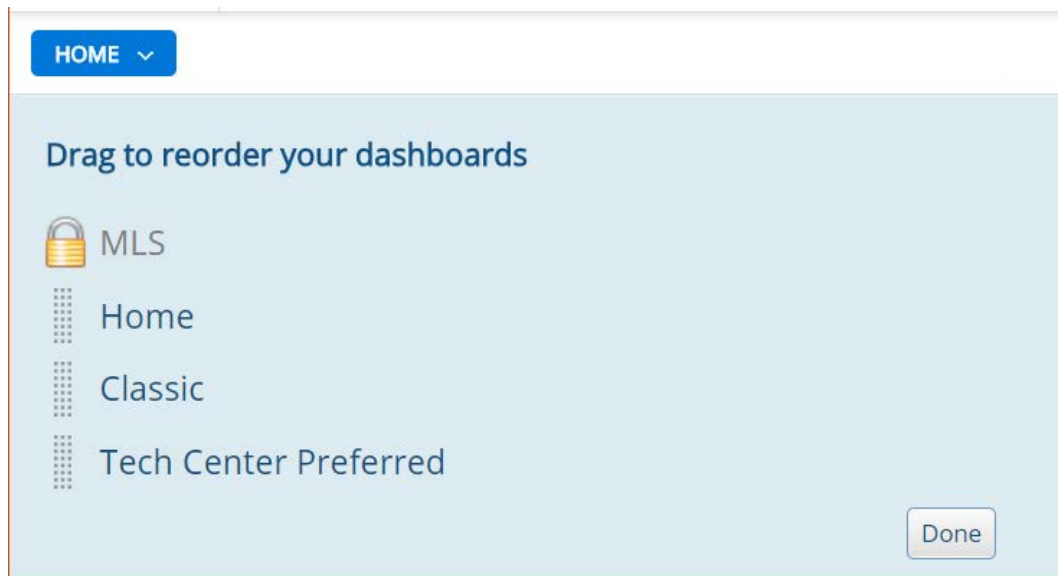 HOME
Drag to reorder your dashboards
MLS
Home
Classic
Tech Center Preferred
Done